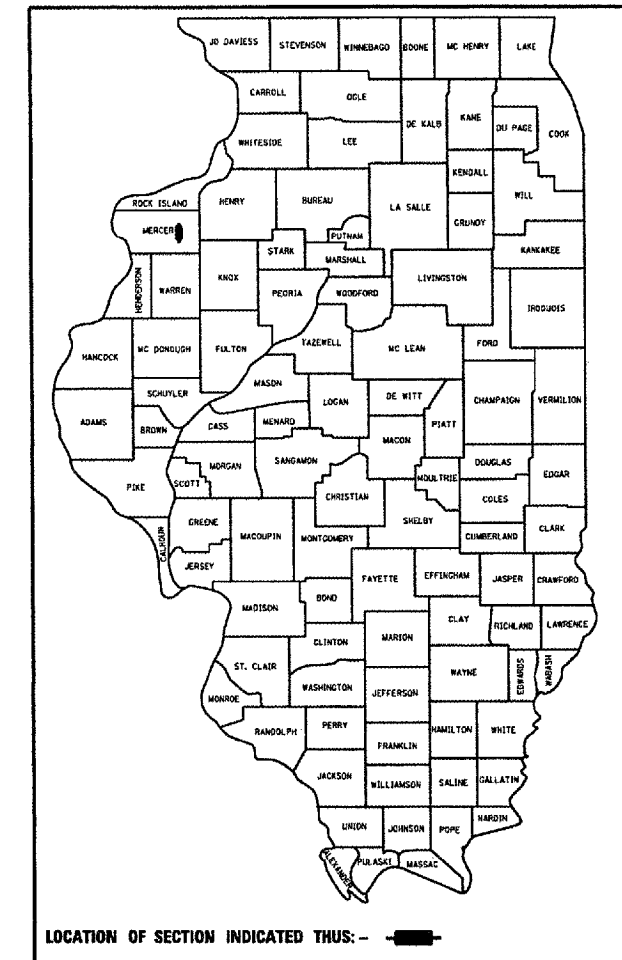 JO DAVIESS STEVENSON WINNEBAGO BOONE MC HENRY LAKE
CARROLL OGLE DE KALB KANE DU PAGE COOK
WHITESIDE LEE KENDALL WILL
ROCK ISLAND HENRY BUREAU LA SALLE GRUNDY
MERCER PUTNAM KANKAKEE
STARK MARSHALL
HENDERSON WARREN KNOX PEORIA WOODFORD LIVINGSTON IROQUOIS
HANCOCK MC DONOUGH FULTON TAZEWELL MC LEAN FORD
SCHUYLER MASON LOGAN DE WITT CHAMPAIGN VERMILION
ADAMS BROWN CASS MENARD MACON PIATT
PIKE SCOTT MORGAN SANGAMON CHRISTIAN MOULTRIE DOUGLAS EDGAR
COLES
CALHOUN GREENE MACOUPIN MONTGOMERY SHELBY CUMBERLAND CLARK
JERSEY FAYETTE EFFINGHAM JASPER CRAWFORD
MADISON BOND
CLINTON MARION CLAY RICHLAND LAWRENCE
ST. CLAIR WASHINGTON JEFFERSON WAYNE EDWARDS WABASH
MONROE
RANDOLPH PERRY FRANKLIN HAMILTON WHITE
JACKSON WILLIAMSON SALINE GALLATIN
UNION JOHNSON POPE HARDIN
ALEXANDER PULASKI MASSAC
LOCATION OF SECTION INDICATED THUS: –